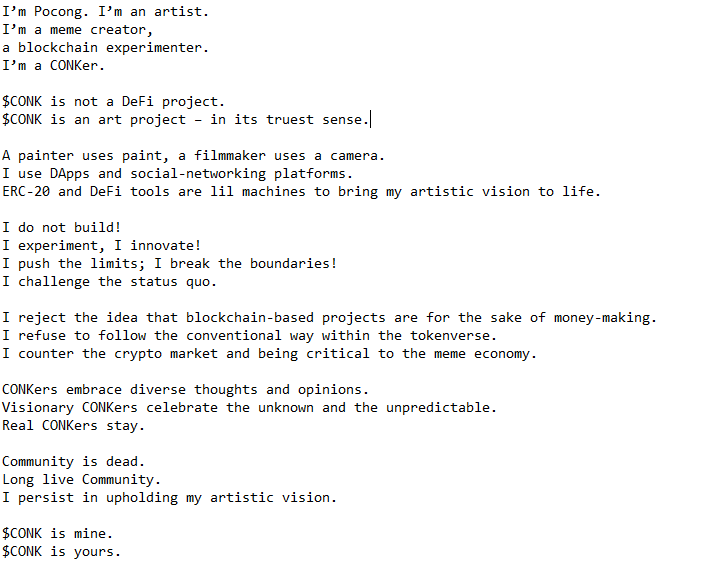 I’m Pocong. I’m an artist.
I’m a meme creator,
a blockchain experimenter.
I’m a CONKer.
$CONK is not a DeFi project.
$CONK is an art project – in its truest sense.
A painter uses paint, a filmmaker uses a camera.
I use DApps and social-networking platforms.
ERC-20 and DeFi tools are lil machines to bring my artistic vision to life.
I do not build!
I experiment, I innovate!
I push the limits; I break the boundaries!
I challenge the status quo.
I reject the idea that blockchain-based projects are for the sake of money-making.
I refuse to follow the conventional way within the tokenverse.
I counter the crypto market and being critical to the meme economy.
CONKers embrace diverse thoughts and opinions.
Visionary CONKers celebrate the unknown and the unpredictable.
Real CONKers stay.
Community is dead.
Long live Community.
I persist in upholding my artistic vision.
$CONK is mine.
$CONK is yours.